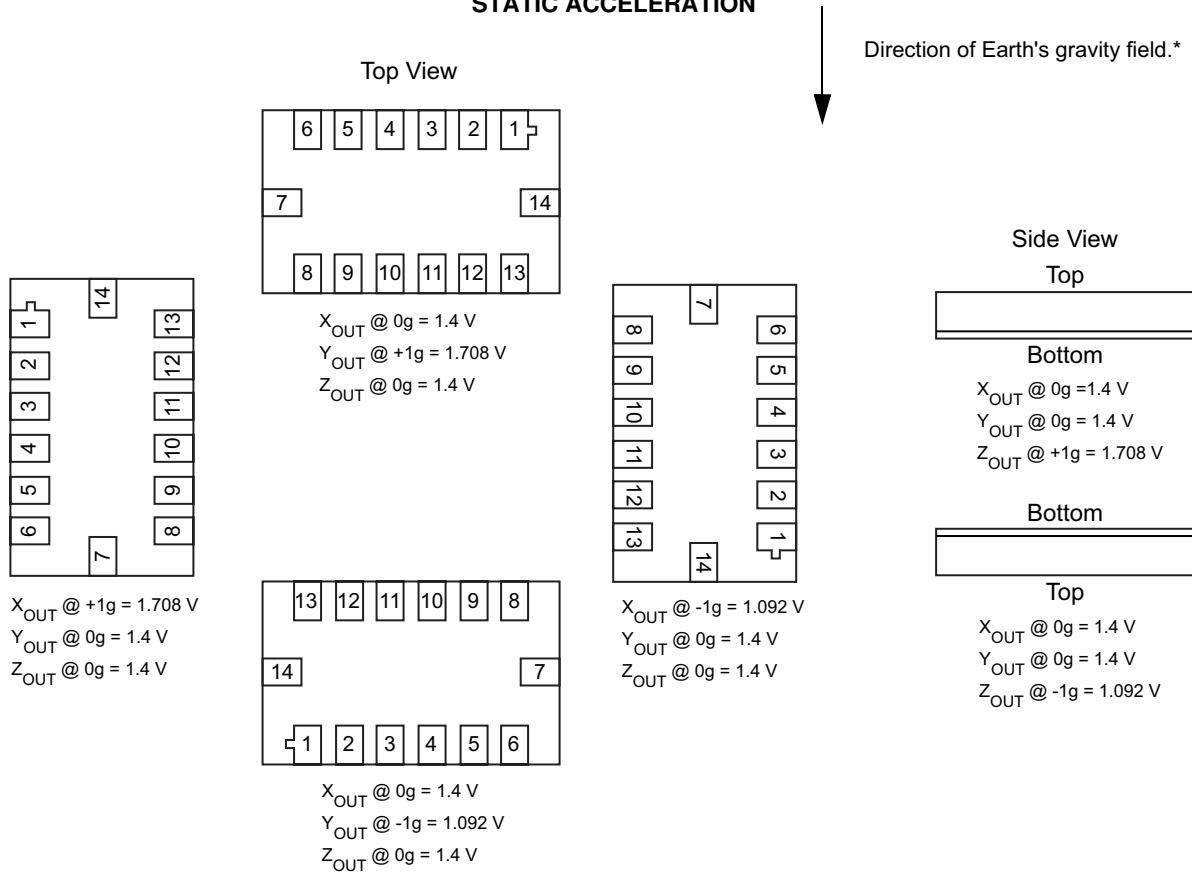 STATIC ACCELERATION
Direction of Earth's gravity field.*
Top View
6 5 4 3 2 1
7 14
8 9 10 11 12 13
X_OUT @ 0g = 1.4 V
Y_OUT @ +1g = 1.708 V
Z_OUT @ 0g = 1.4 V
14
1 13
2 12
3 11
4 10
5 9
6 8
7
X_OUT @ +1g = 1.708 V
Y_OUT @ 0g = 1.4 V
Z_OUT @ 0g = 1.4 V
13 12 11 10 9 8
14 7
1 2 3 4 5 6
X_OUT @ 0g = 1.4 V
Y_OUT @ -1g = 1.092 V
Z_OUT @ 0g = 1.4 V
7
8 6
9 5
10 4
11 3
12 2
13 1
14
X_OUT @ -1g = 1.092 V
Y_OUT @ 0g = 1.4 V
Z_OUT @ 0g = 1.4 V
Side View
Top
Bottom
X_OUT @ 0g =1.4 V
Y_OUT @ 0g = 1.4 V
Z_OUT @ +1g = 1.708 V
Bottom
Top
X_OUT @ 0g = 1.4 V
Y_OUT @ 0g = 1.4 V
Z_OUT @ -1g = 1.092 V